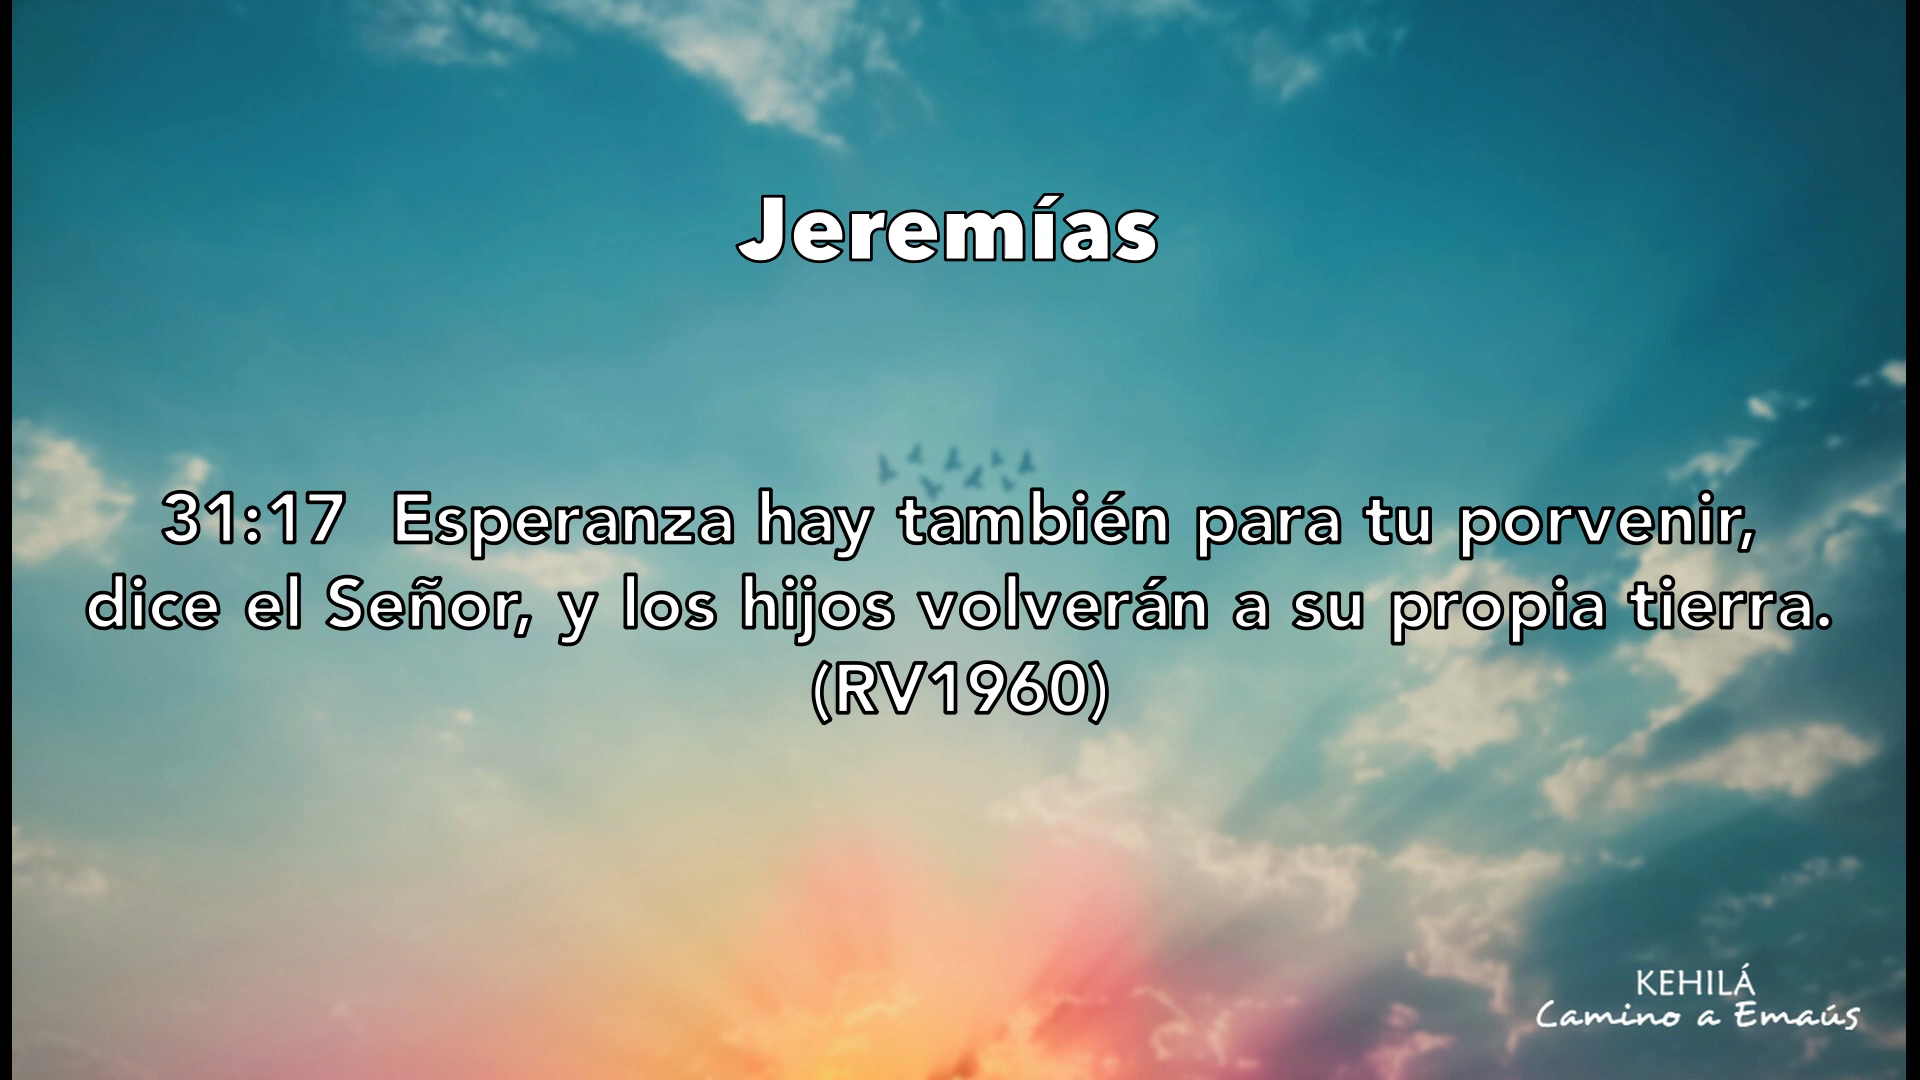 Jeremías
31:17 Esperanza hay también para tu porvenir,
dice el Señor, y los hijos volverán a su propia tierra.
(RV1960)
KEHILÁ
Camino a Emaús